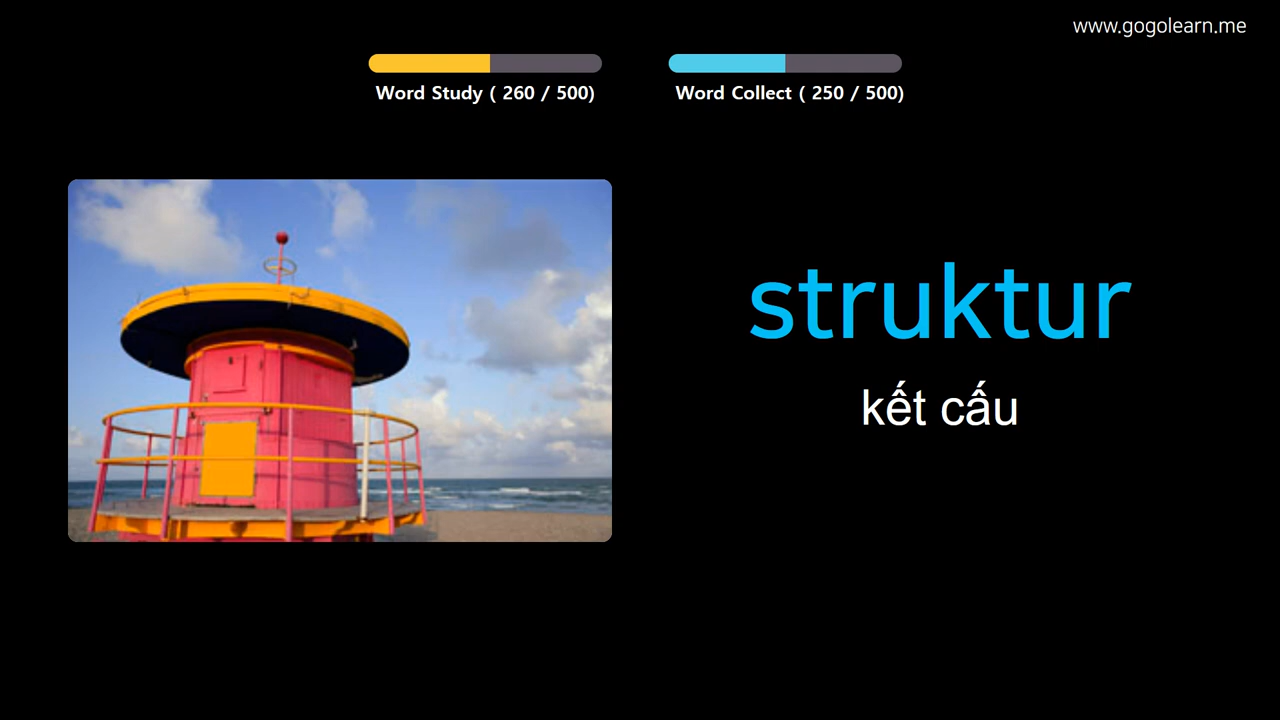 www.gogolearn.me
Word Study ( 260 / 500)
Word Collect ( 250 / 500)
struktur
kết cấu